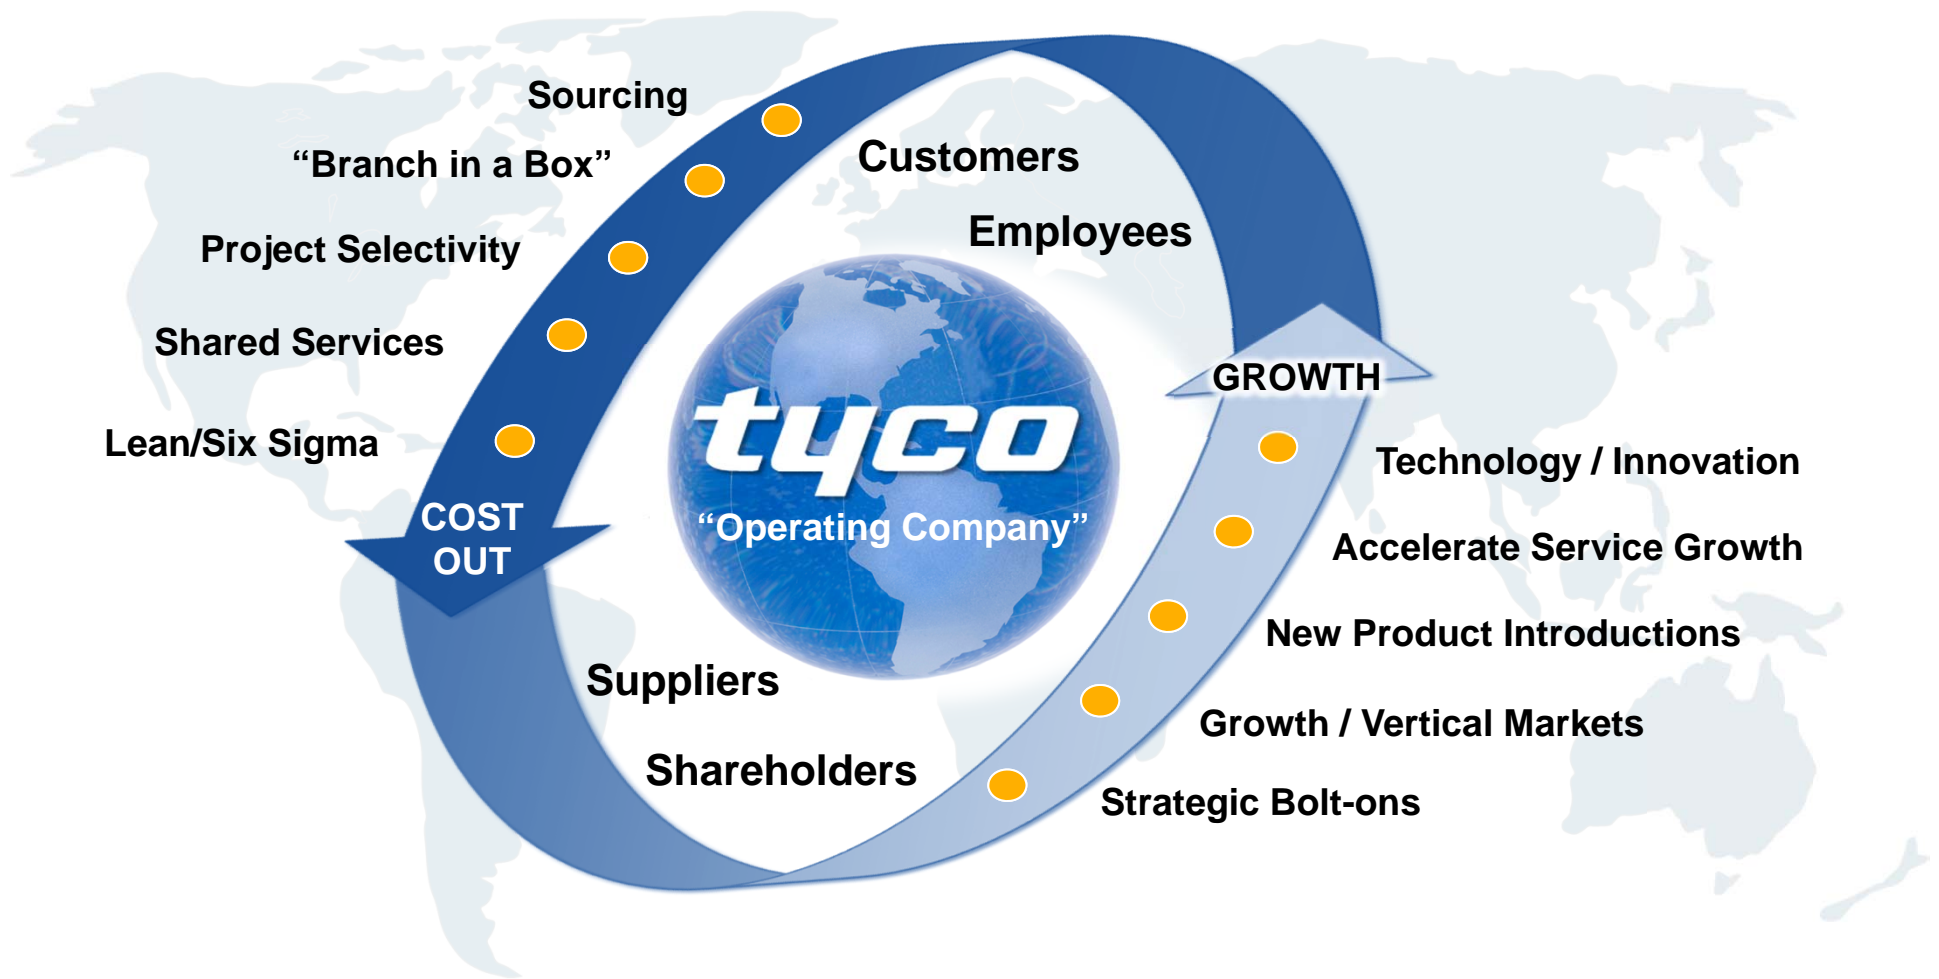 Sourcing
“Branch in a Box”
Project Selectivity
Shared Services
Lean/Six Sigma
COST
OUT
Customers
Employees
tyco
“Operating Company”
Suppliers
Shareholders
GROWTH
Technology / Innovation
Accelerate Service Growth
New Product Introductions
Growth / Vertical Markets
Strategic Bolt-ons